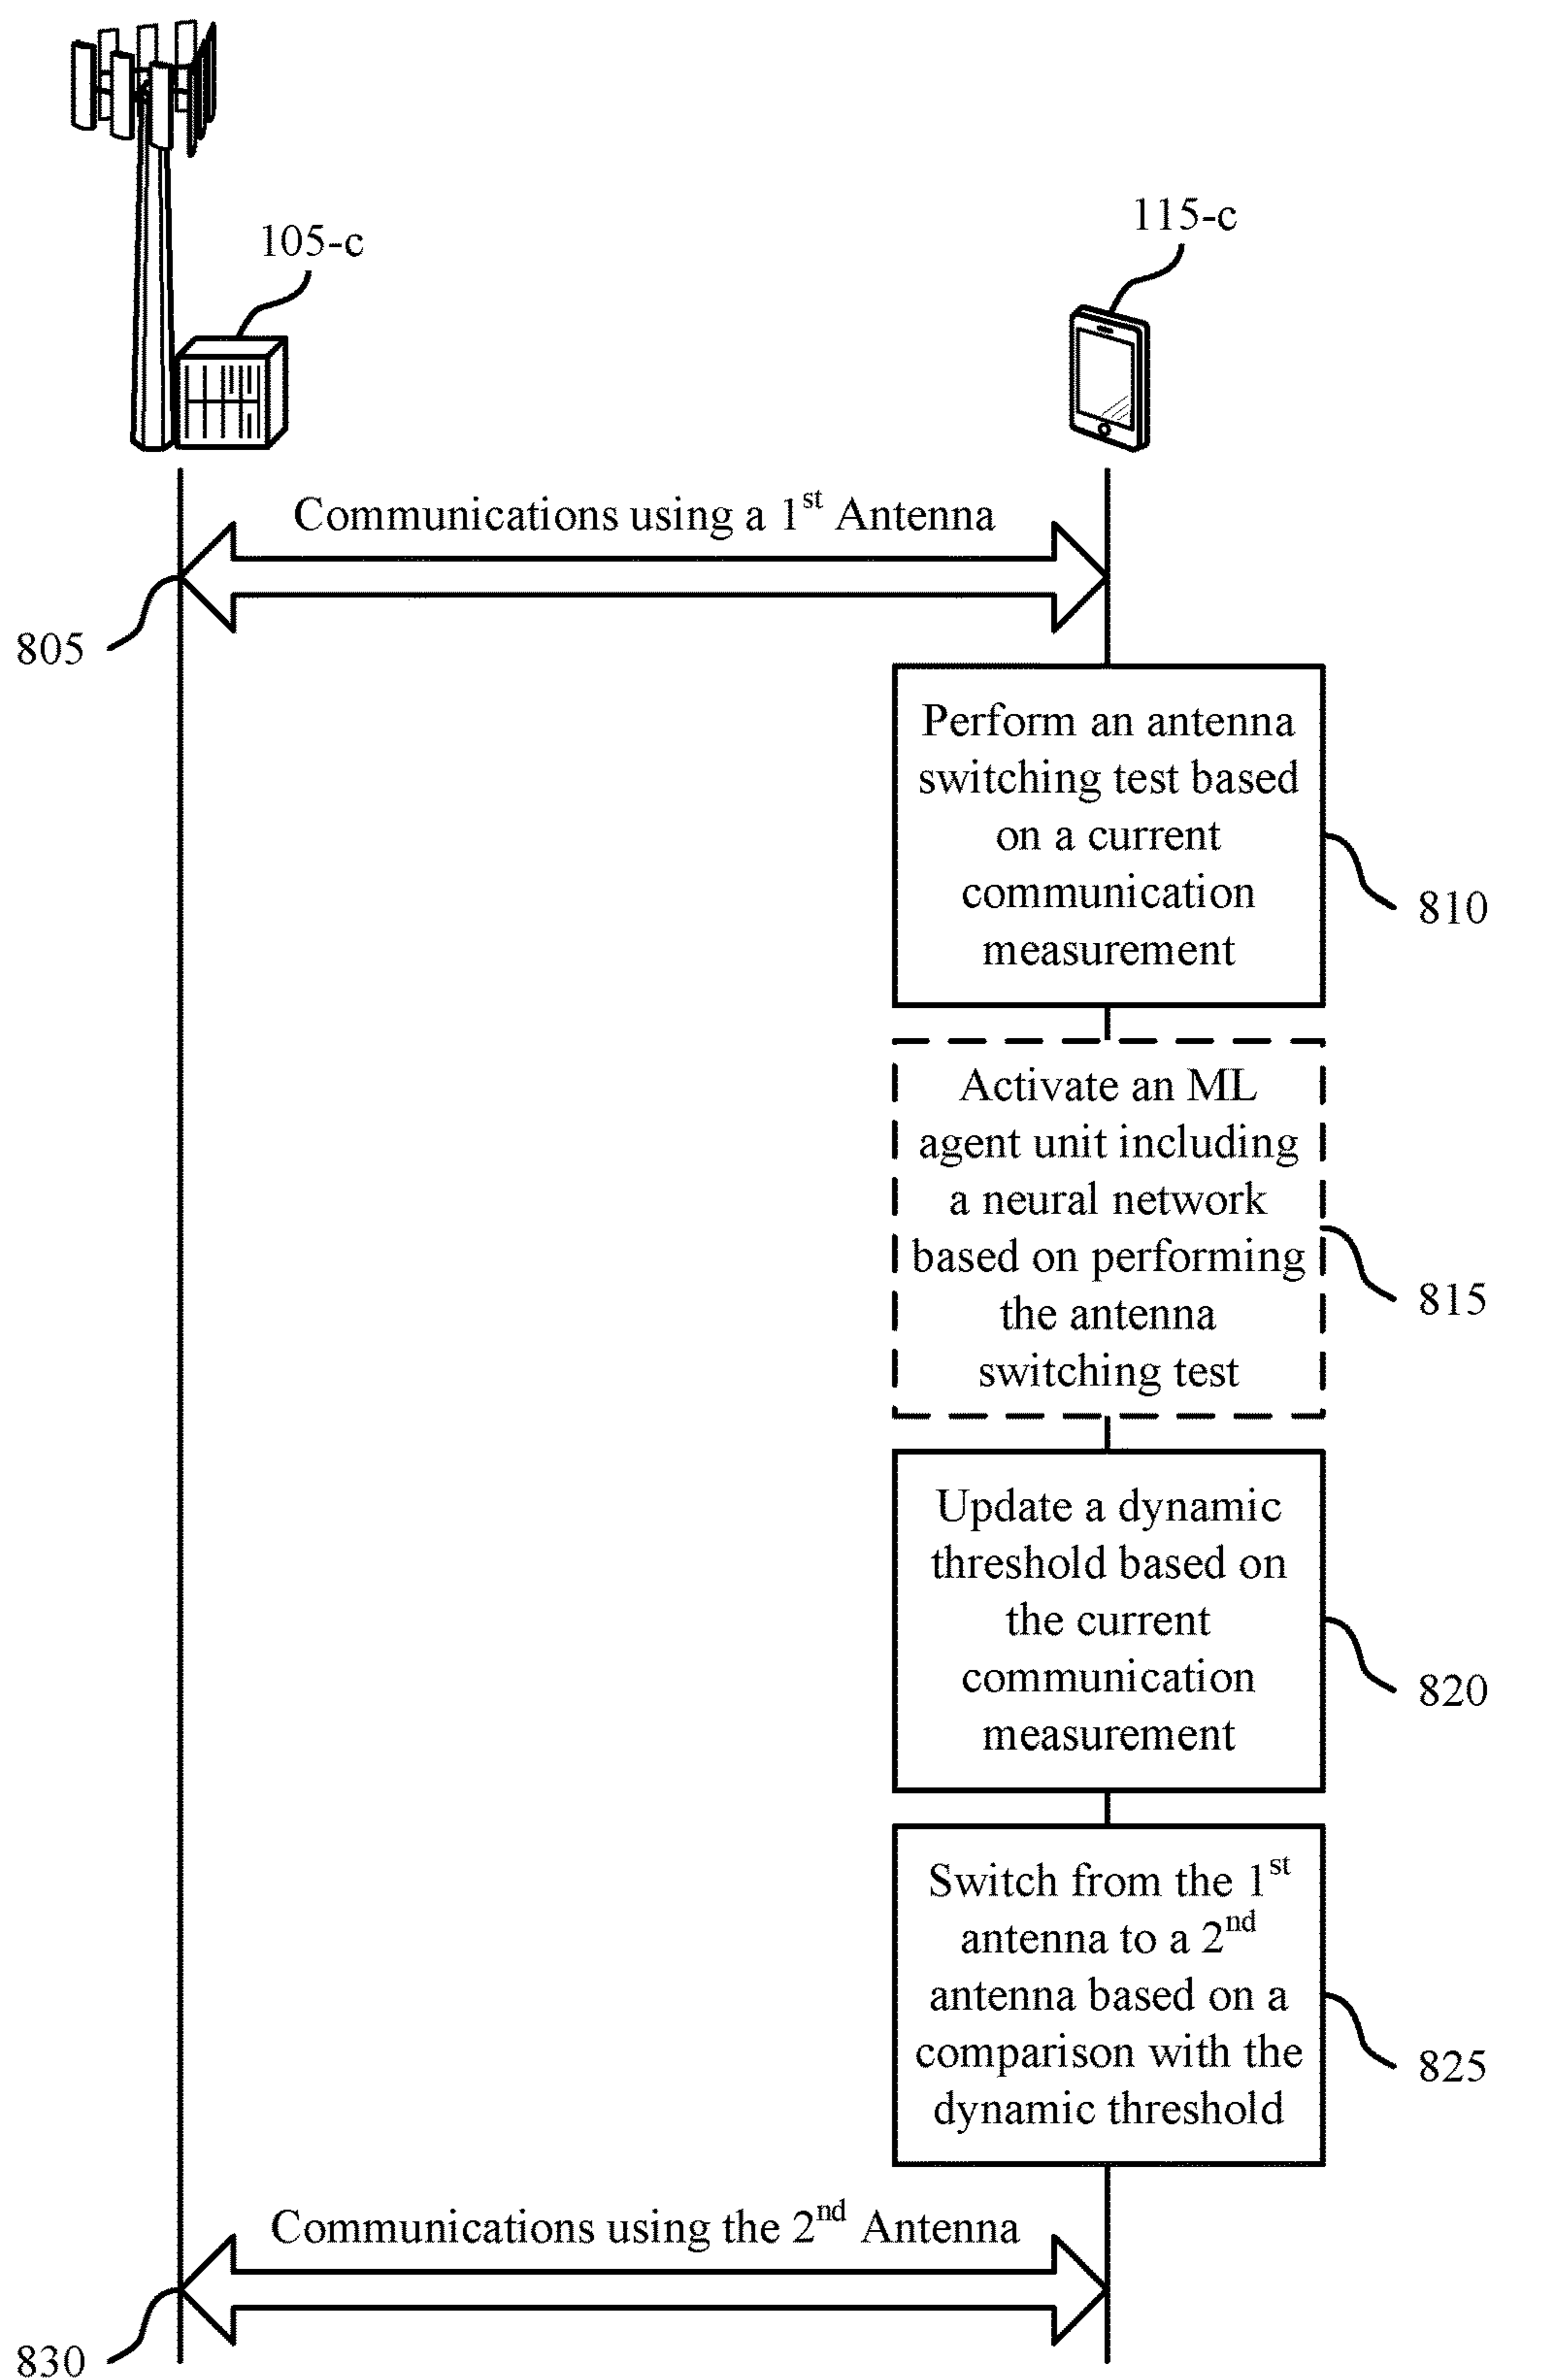 115-c
105-c
Communications using a 1st Antenna
805
Perform an antenna
switching test based
on a current
communication
measurement
810
Activate an ML
agent unit including
a neural network
based on performing
the antenna
switching test
815
Update a dynamic
threshold based on
the current
communication
measurement
820
Switch from the 1st
antenna to a 2nd
antenna based on a
comparison with the
dynamic threshold
825
Communications using the 2nd Antenna
830